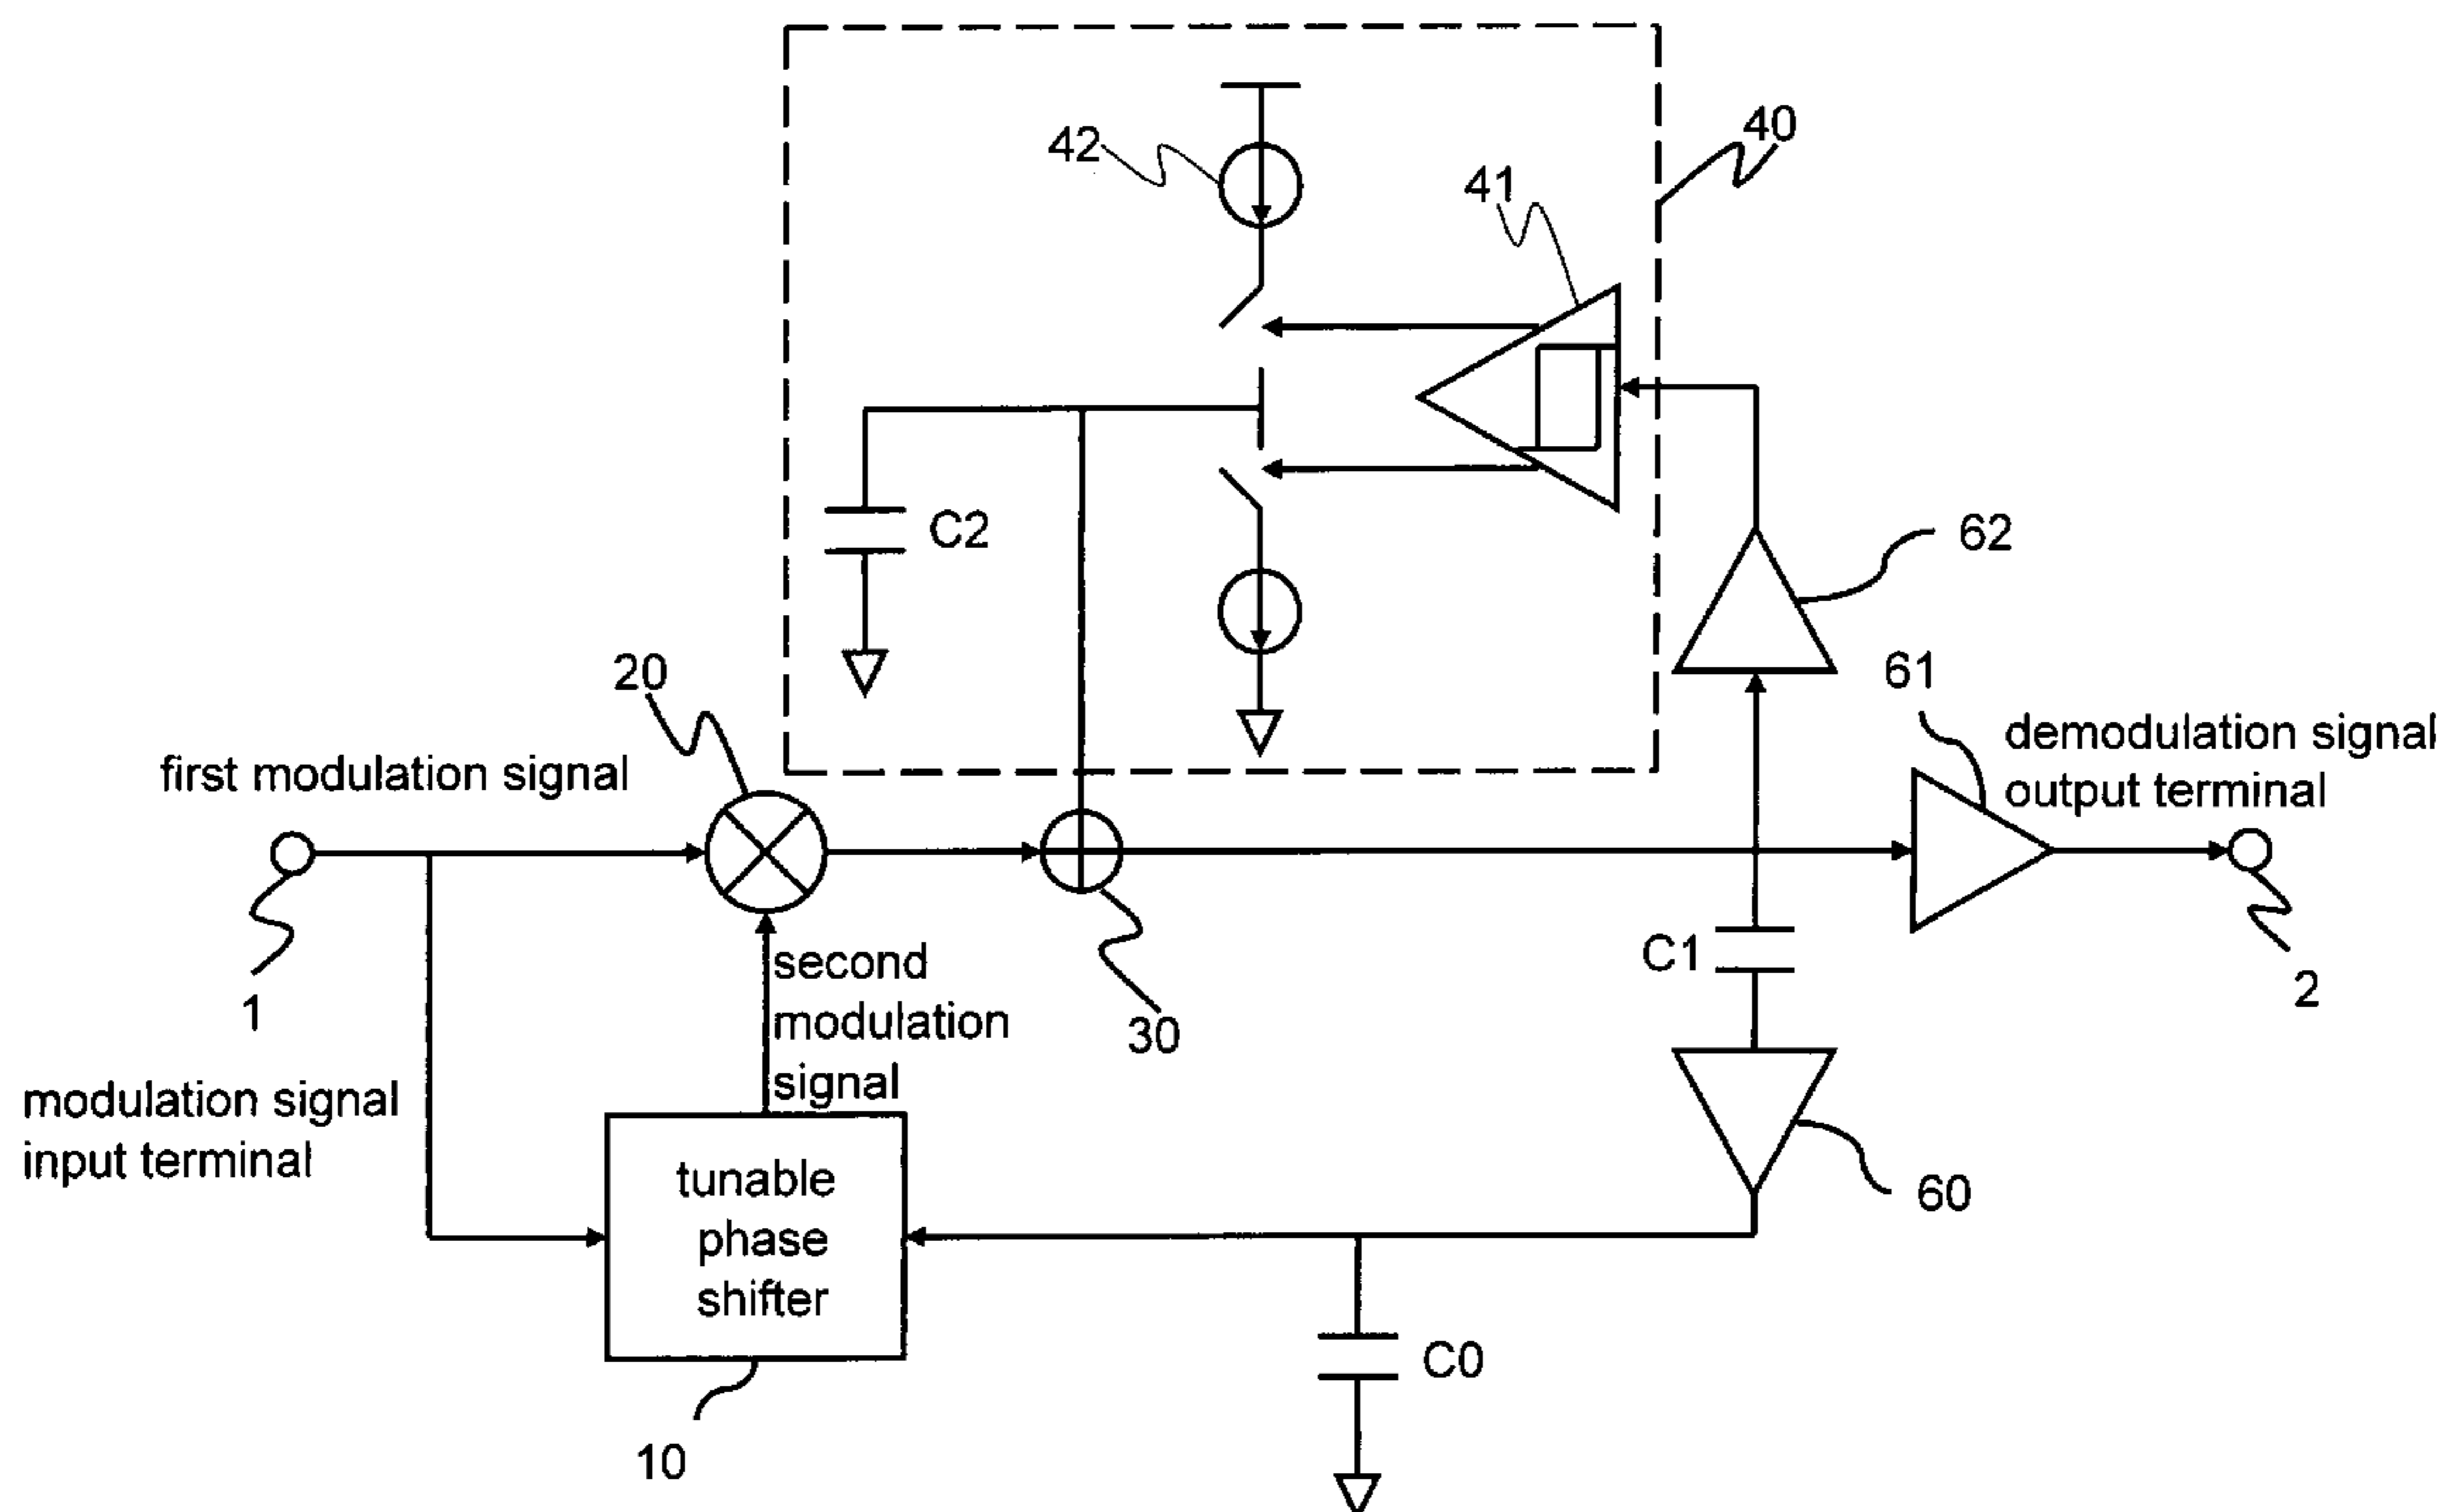 42
41
40
C2
62
20
61
first modulation signal
demodulation signal
output terminal
1
second
modulation
signal
30
C1
2
modulation signal
input terminal
tunable
phase
shifter
60
C0
10